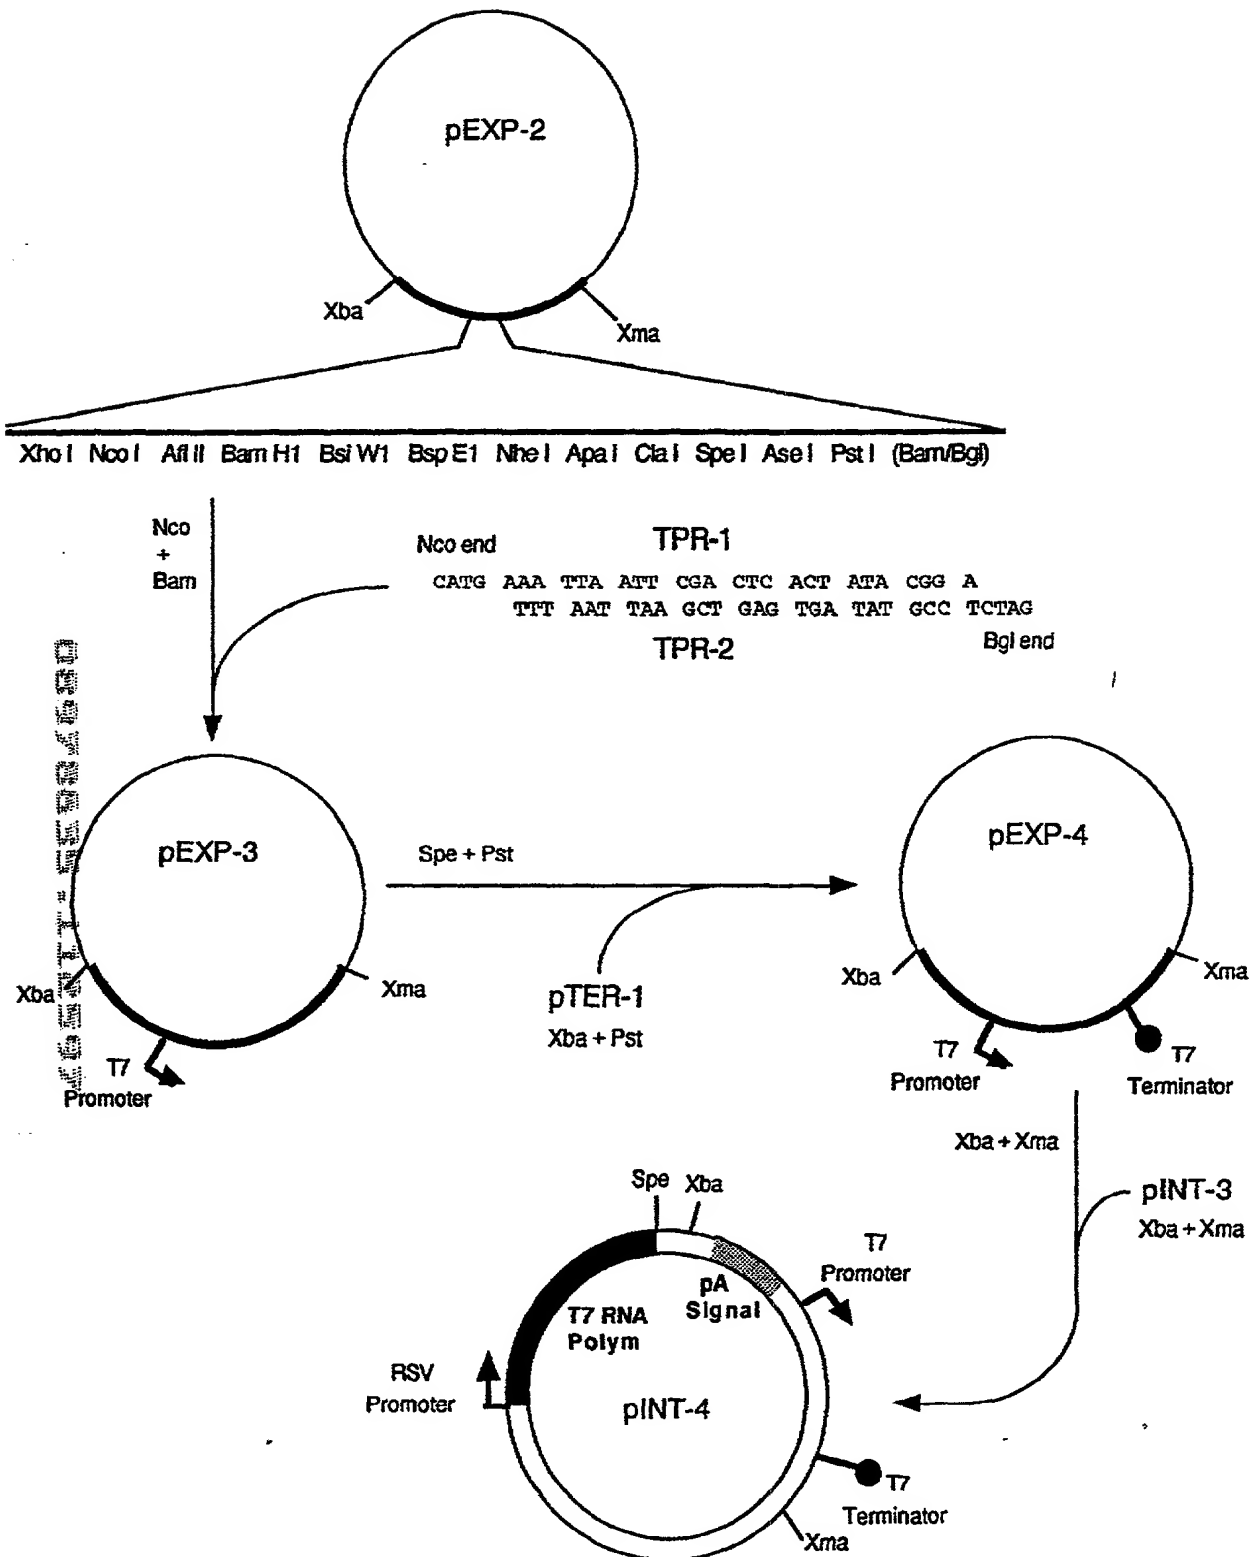 pEXP-2
Xba
Xma
Xho I Nco I Afl II Bam H1 Bsi W1 Bsp E1 Nhe I Apa I Cla I Spe I Ase I Pst I (Bam/Bgl)
Nco
+
Bam
Nco end
TPR-1
CATG AAA TTA ATT CGA CTC ACT ATA CGG A
TTT AAT TAA GCT GAG TGA TAT GCC TCTAG
TPR-2
Bgl end
pEXP-3
Spe + Pst
pEXP-4
Xba
Xma
pTER-1
Xba + Pst
Xba
Xma
T7
Promoter
T7
Promoter
T7
Terminator
Xba + Xma
pINT-3
Xba + Xma
Spe
Xba
T7
Promoter
pA
Signal
T7 RNA
Polym
RSV
Promoter
pINT-4
T7
Terminator
Xma